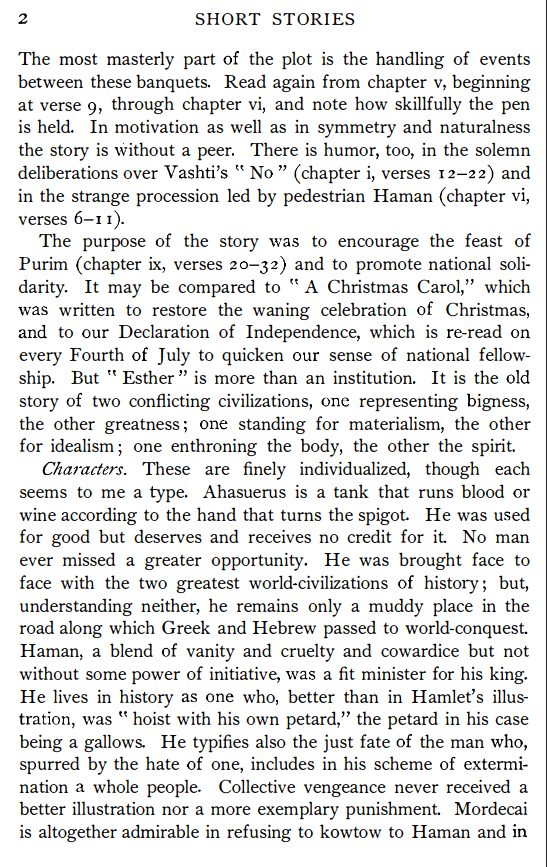 2 SHORT STORIES
The most masterly part of the plot is the handling of events
between these banquets. Read again from chapter v, beginning
at verse 9, through chapter vi, and note how skillfully the pen
is held. In motivation as well as in symmetry and naturalness
the story is without a peer. There is humor, too, in the solemn
deliberations over Vashti's “ No ” (chapter i, verses 12–22) and
in the strange procession led by pedestrian Haman (chapter vi,
verses 6–11).
The purpose of the story was to encourage the feast of
Purim (chapter ix, verses 20–32) and to promote national soli-
darity. It may be compared to “ A Christmas Carol,” which
was written to restore the waning celebration of Christmas,
and to our Declaration of Independence, which is re-read on
every Fourth of July to quicken our sense of national fellow-
ship. But “ Esther ” is more than an institution. It is the old
story of two conflicting civilizations, one representing bigness,
the other greatness; one standing for materialism, the other
for idealism; one enthroning the body, the other the spirit.
Characters. These are finely individualized, though each
seems to me a type. Ahasuerus is a tank that runs blood or
wine according to the hand that turns the spigot. He was used
for good but deserves and receives no credit for it. No man
ever missed a greater opportunity. He was brought face to
face with the two greatest world-civilizations of history; but,
understanding neither, he remains only a muddy place in the
road along which Greek and Hebrew passed to world-conquest.
Haman, a blend of vanity and cruelty and cowardice but not
without some power of initiative, was a fit minister for his king.
He lives in history as one who, better than in Hamlet's illus-
tration, was “ hoist with his own petard,” the petard in his case
being a gallows. He typifies also the just fate of the man who,
spurred by the hate of one, includes in his scheme of extermi-
nation a whole people. Collective vengeance never received a
better illustration nor a more exemplary punishment. Mordecai
is altogether admirable in refusing to kowtow to Haman and in